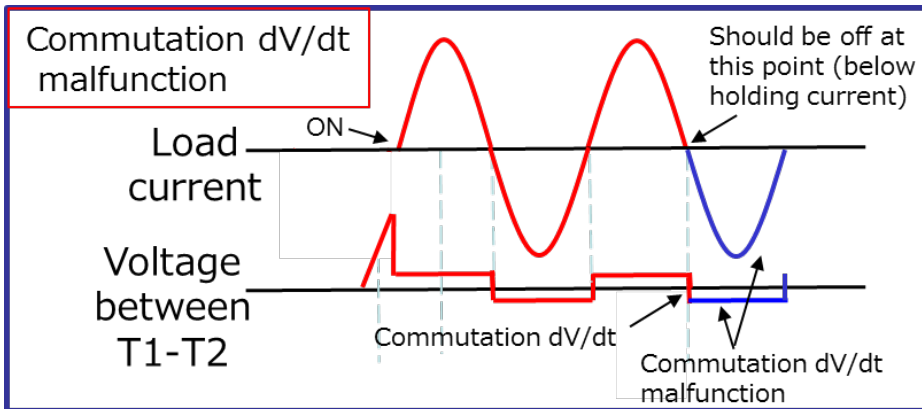 Commutation dV/dt
malfunction
Should be off at
this point (below
holding current)
ON
Load
current
Voltage
between
T1-T2
Commutation dV/dt
Commutation dV/dt
malfunction